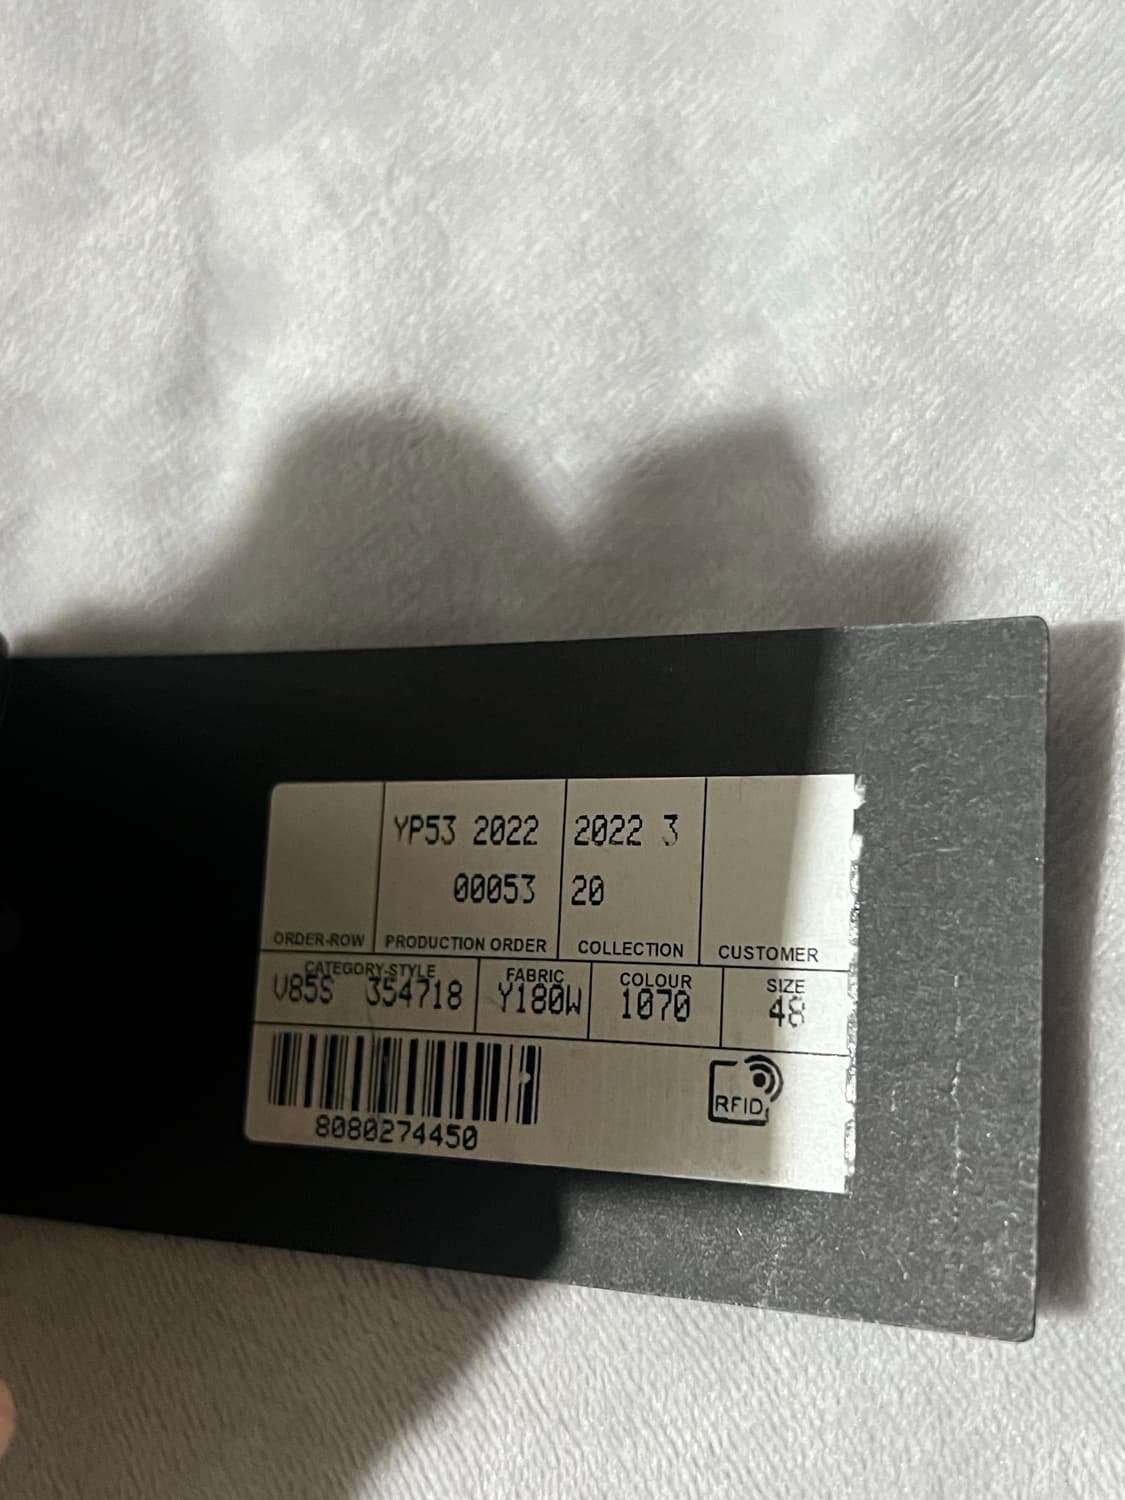 YP53 2022
00053
ORDER-ROW PRODUCTION ORDER
2022 3
20
COLLECTION
CUSTOMER
CATEGORY-STYLE
V85S 354718
FABRIC
Y180W
COLOUR
1070
SIZE
48
8080274450
RFID